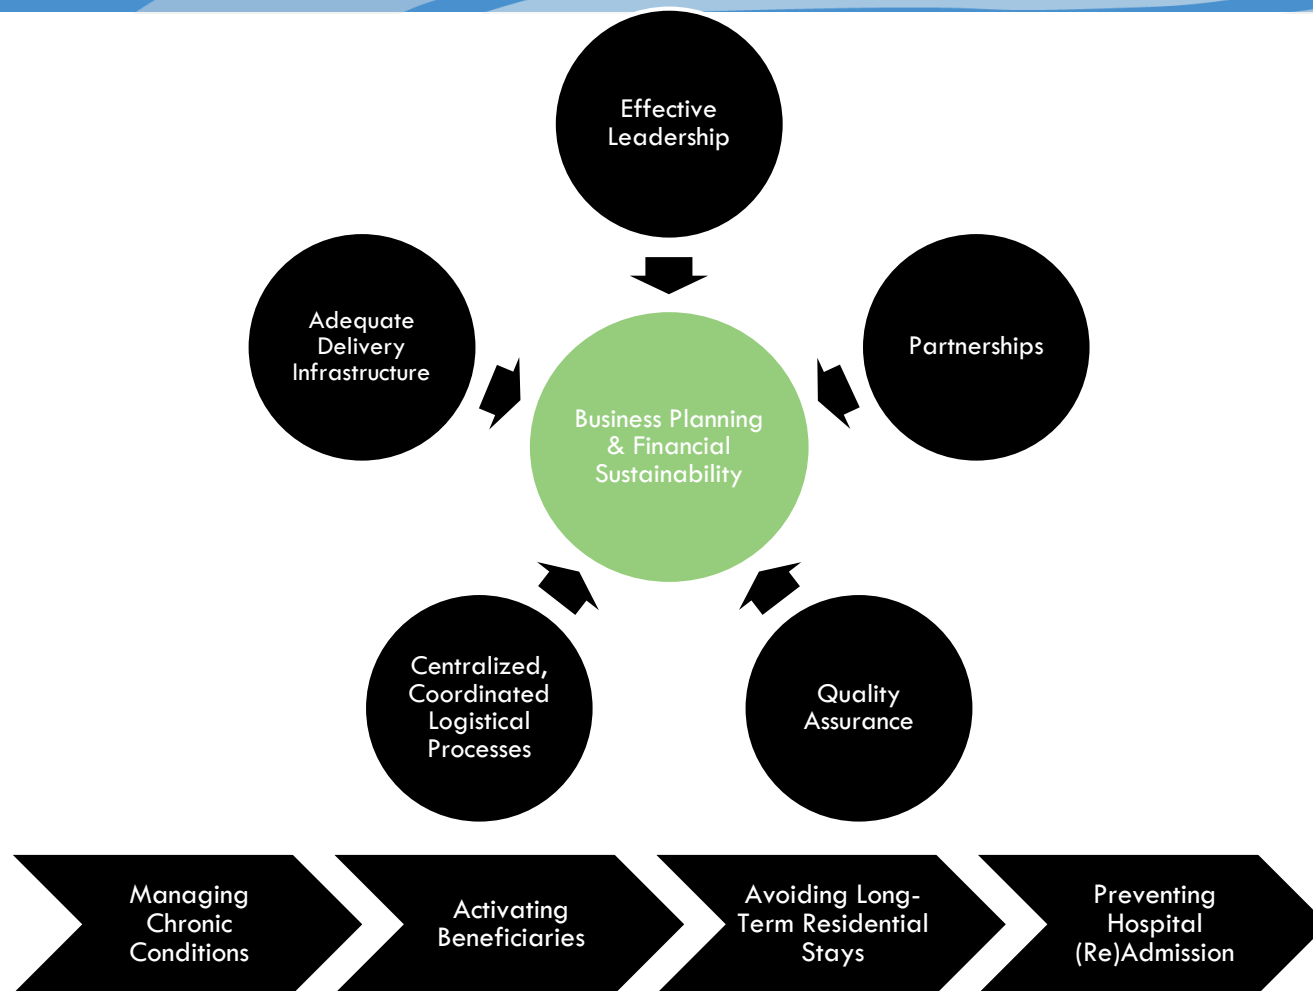 Effective
Leadership
Adequate
Delivery
Infrastructure
Partnerships
Business Planning
& Financial
Sustainability
Centralized,
Coordinated
Logistical
Processes
Quality
Assurance
Managing
Chronic
Conditions
Activating
Beneficiaries
Avoiding Long-
Term Residential
Stays
Preventing
Hospital
(Re)Admission